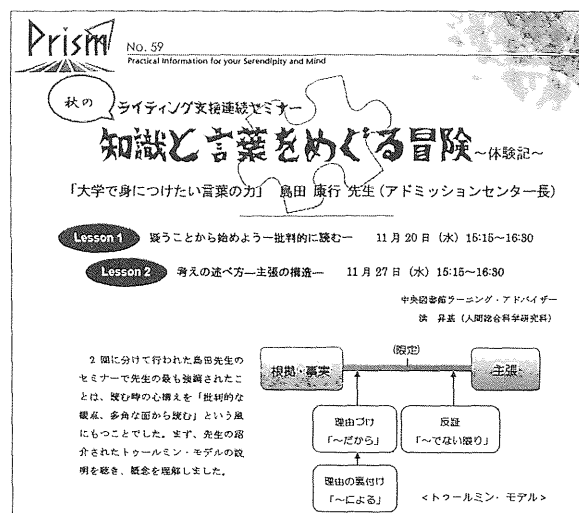 Prism
No. 59
Practical Information for your Serendipity and Mind
秋の
ライティング支援連続セミナー
知識と言葉をめぐる冒険~体験記~
「大学で身につけたい言葉の力」 島田 康行 先生(アドミッションセンター長)
Lesson 1 疑うことから始めよう―批判的に読む― 11月20日(水)15:15~16:30
Lesson 2 考えの述べ方―主張の構造― 11月27日(水)15:15~16:30
中央図書館ラーニング・アドバイザー
昇基(人間総合科学研究科)
2回に分けて行われた島田先生の
セミナーで先生の最も強調されたこ
とは、読む時の心構えを「批判的な
観点、多角な面から読む」という風
にもつことでした。まず、先生の紹
介されたトゥールミン・モデルの説
明を聴き、概念を理解しました。
根拠・事実
(限定)
主張
理由づけ
「~だから」
反証
「~でない限り」
理由の裏付け
「~による」
<トゥールミン・モデル>